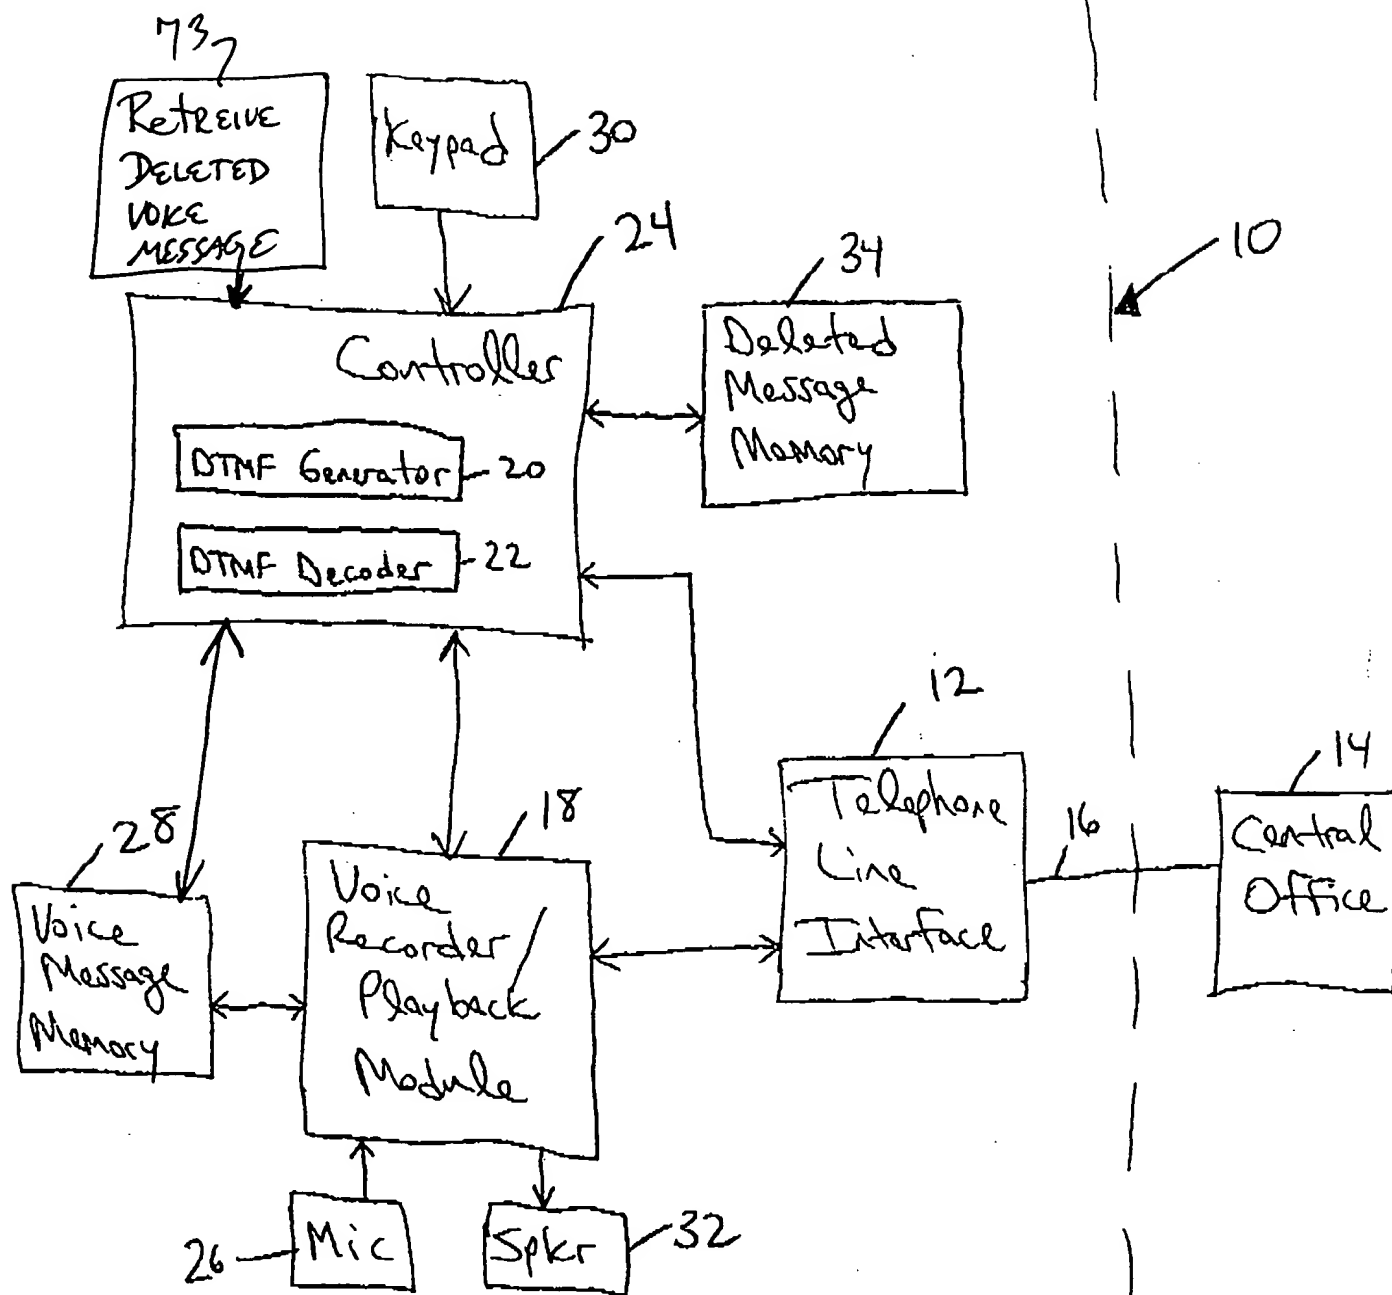 73
RETREIVE
DELETED
VOICE
MESSAGE
Keypad
30
24
34
10
Controller
Deleted
Message
Memory
DTMF Generator
20
DTMF Decoder
22
12
14
Telephone
Line
Interface
16
Central
Office
28
18
Voice
Message
Memory
Voice
Recorder/
Playback
Module
26
Mic
Spkr
32